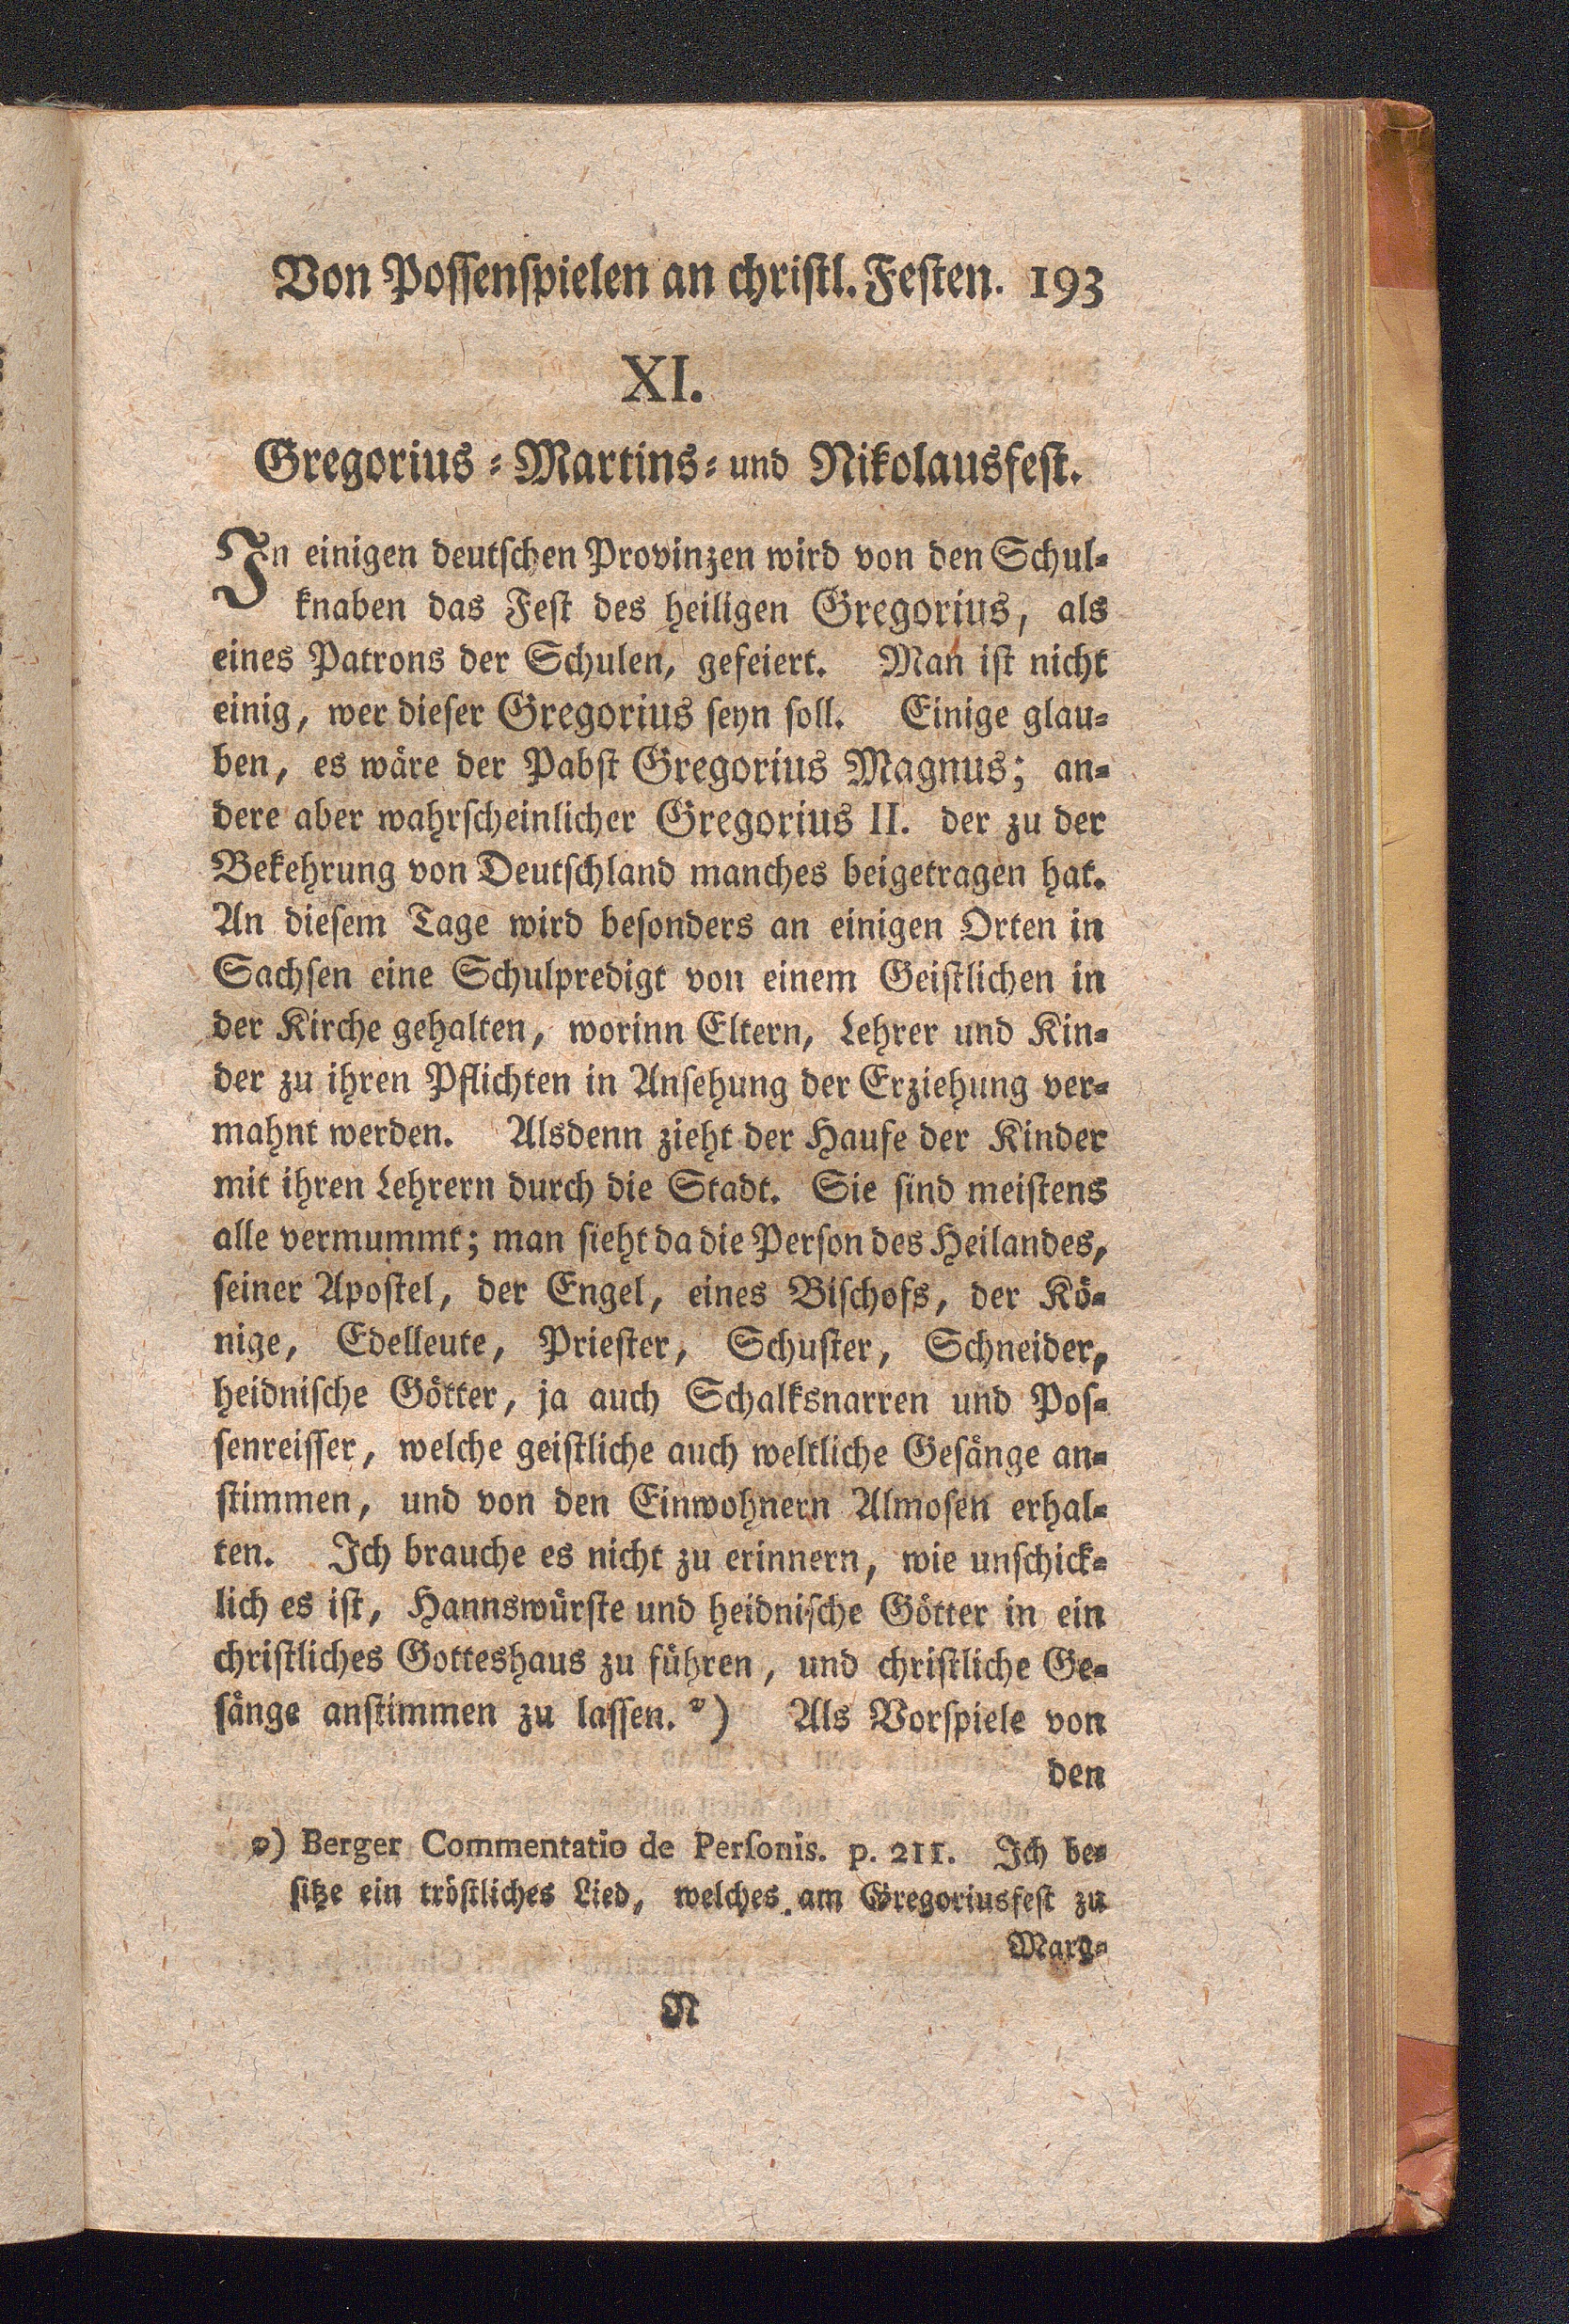 Von Possenspielen an christl. Festen. 193
XI.
Gregorius-Martins- und Nikolausfest.
In einigen deutschen Provinzen wird von den Schul-
knaben das Fest des heiligen Gregorius, als
eines Patrons der Schulen, gefeiert. Man ist nicht
einig, wer dieser Gregorius seyn soll. Einige glau-
ben, es wäre der Pabst Gregorius Magnus; an-
dere aber wahrscheinlicher Gregorius II. der zu der
Bekehrung von Deutschland manches beigetragen hat.
An diesem Tage wird besonders an einigen Orten in
Sachsen eine Schulpredigt von einem Geistlichen in
der Kirche gehalten, worinn Eltern, Lehrer und Kin-
der zu ihren Pflichten in Ansehung der Erziehung ver-
mahnt werden. Alsdenn zieht der Haufe der Kinder
mit ihren Lehrern durch die Stadt. Sie sind meistens
alle vermummt; man sieht da die Person des Heilandes,
seiner Apostel, der Engel, eines Bischofs, der Kö-
nige, Edelleute, Priester, Schuster, Schneider,
heidnische Götter, ja auch Schalksnarren und Pos-
senreisser, welche geistliche auch weltliche Gesänge an-
stimmen, und von den Einwohnern Almosen erhal-
ten. Ich brauche es nicht zu erinnern, wie unschick-
lich es ist, Hannswürste und heidnische Götter in ein
christliches Gotteshaus zu führen, und christliche Ge-
sänge anstimmen zu lassen. *) Als Vorspiele von
den
*) Berger Commentatio de Personis. p. 211. Ich be-
sitze ein tröstliches Lied, welches am Gregoriusfest zu
Marg-
N